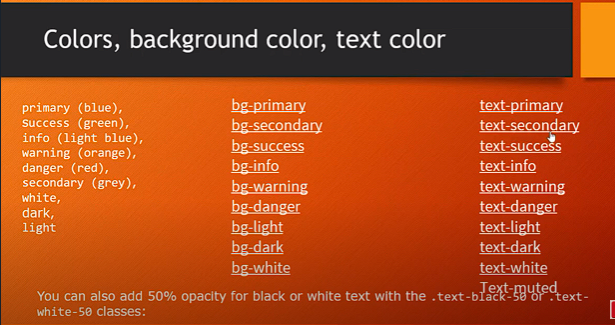 Colors, background color, text color
primary (blue),
Success (green),
info (light blue),
warning (orange),
danger (red),
secondary (grey),
white,
dark,
light
bg-primary
bg-secondary
bg-success
bg-info
bg-warning
bg-danger
bg-light
bg-dark
bg-white
text-primary
text-secondary
text-success
text-info
text-warning
text-danger
text-light
text-dark
text-white
Text-muted
You can also add 50% opacity for black or white text with the .text-black-50 or .text-
white-50 classes: